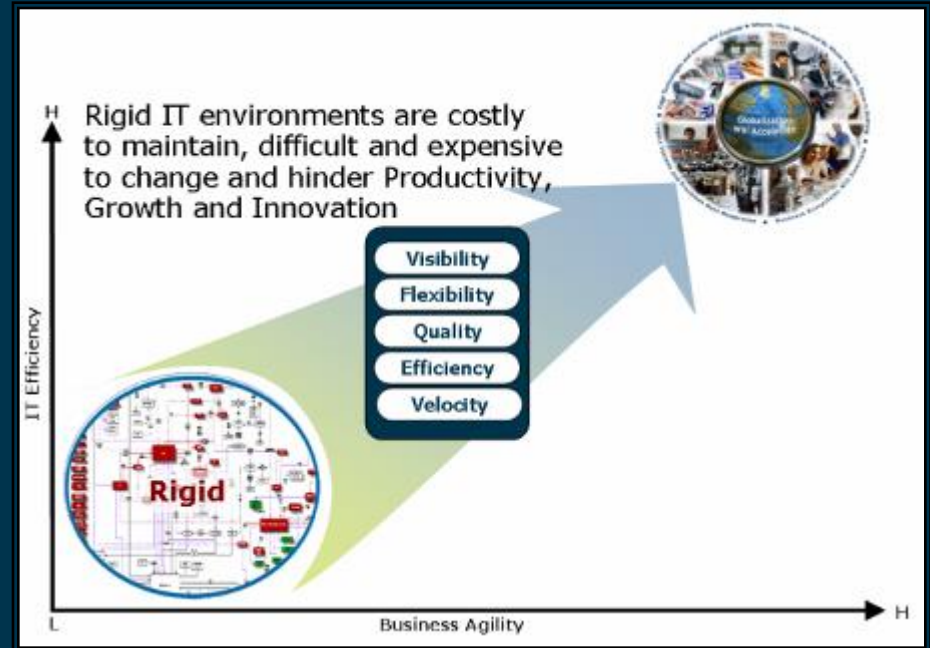 H
Rigid IT environments are costly
to maintain, difficult and expensive
to change and hinder Productivity,
Growth and Innovation
Globalization
Visibility
Flexibility
Quality
Efficiency
Velocity
IT Efficiency
Rigid
L
Business Agility
H